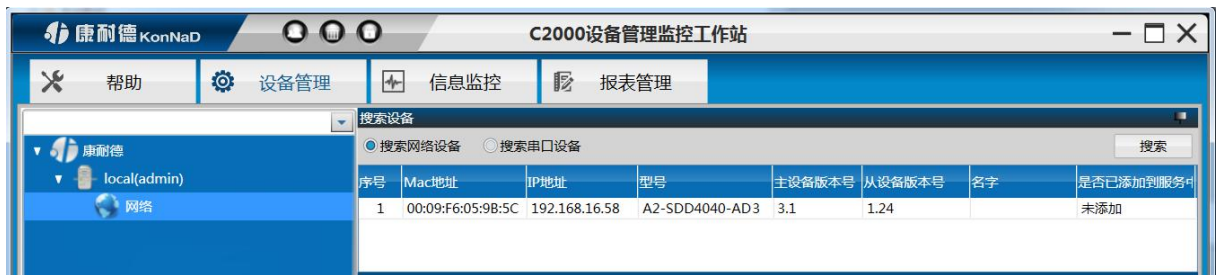 康耐德 KonNaD C2000设备管理监控工作站
帮助 设备管理 信息监控 报表管理
搜索设备
搜索网络设备 搜索串口设备 搜索
康耐德
local(admin)
网络
序号 Mac地址 IP地址 型号 主设备版本号 从设备版本号 名字 是否已添加到服务中
1 00:09:F6:05:9B:5C 192.168.16.58 A2-SDD4040-AD3 3.1 1.24 未添加